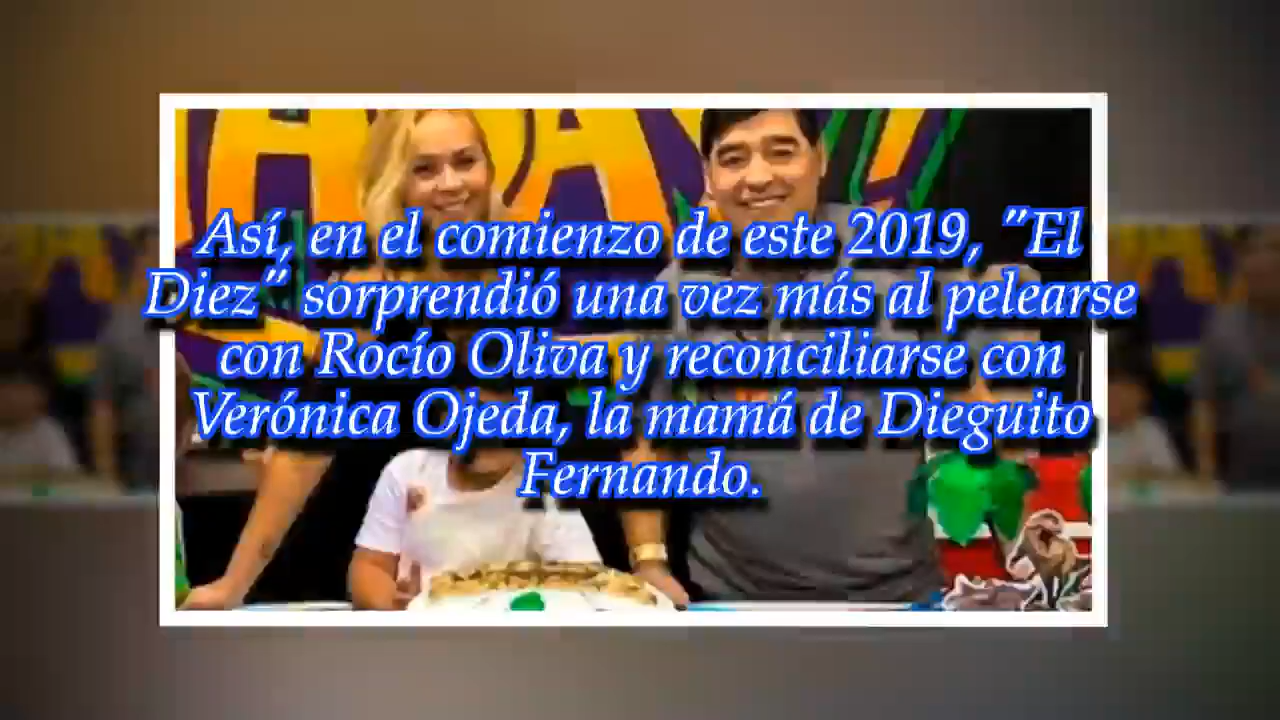 Así, en el comienzo de este 2019, "El
Diez" sorprendió una vez más al pelearse
con Rocío Oliva y reconciliarse con
Verónica Ojeda, la mamá de Dieguito
Fernando.